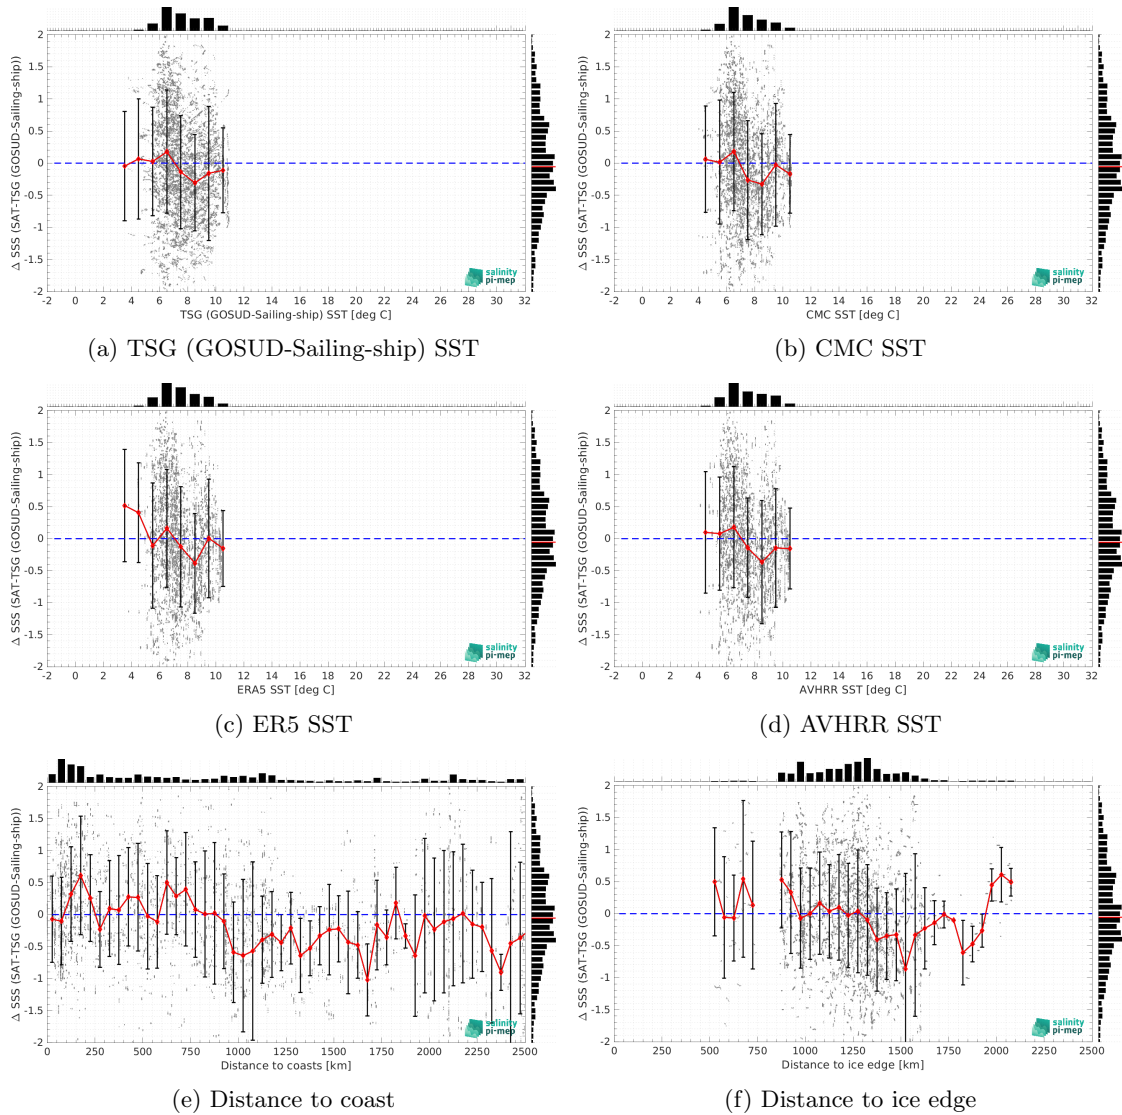 2
1.5
1
0.5
0
-0.5
-1
-1.5
-2
Δ SSS (SAT-TSG (GOSUD-Sailing-ship))
salinity
pi-mep
-2 0 2 4 6 8 10 12 14 16 18 20 22 24 26 28 30 32
TSG (GOSUD-Sailing-ship) SST [deg C]
(a) TSG (GOSUD-Sailing-ship) SST
2
1.5
1
0.5
0
-0.5
-1
-1.5
-2
Δ SSS (SAT-TSG (GOSUD-Sailing-ship))
salinity
pi-mep
-2 0 2 4 6 8 10 12 14 16 18 20 22 24 26 28 30 32
CMC SST [deg C]
(b) CMC SST
2
1.5
1
0.5
0
-0.5
-1
-1.5
-2
Δ SSS (SAT-TSG (GOSUD-Sailing-ship))
salinity
pi-mep
-2 0 2 4 6 8 10 12 14 16 18 20 22 24 26 28 30 32
ERA5 SST [deg C]
(c) ER5 SST
2
1.5
1
0.5
0
-0.5
-1
-1.5
-2
Δ SSS (SAT-TSG (GOSUD-Sailing-ship))
salinity
pi-mep
-2 0 2 4 6 8 10 12 14 16 18 20 22 24 26 28 30 32
AVHRR SST [deg C]
(d) AVHRR SST
2
1.5
1
0.5
0
-0.5
-1
-1.5
-2
Δ SSS (SAT-TSG (GOSUD-Sailing-ship))
salinity
pi-mep
0 250 500 750 1000 1250 1500 1750 2000 2250 2500
Distance to coasts [km]
(e) Distance to coast
2
1.5
1
0.5
0
-0.5
-1
-1.5
-2
Δ SSS (SAT-TSG (GOSUD-Sailing-ship))
salinity
pi-mep
0 250 500 750 1000 1250 1500 1750 2000 2250 2500
Distance to ice edge [km]
(f) Distance to ice edge